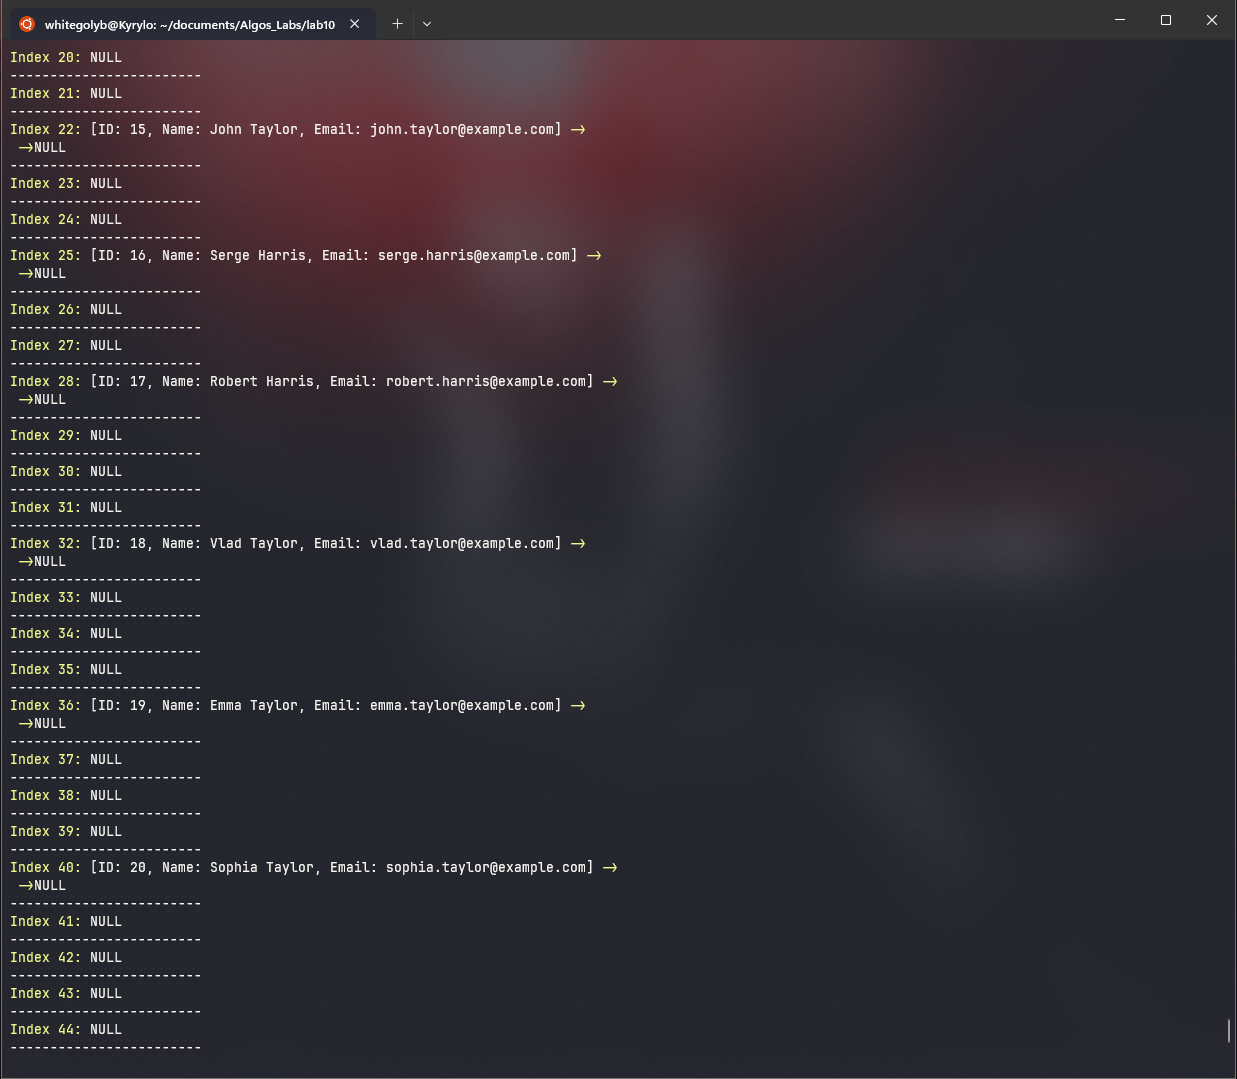 whitegolyb@Kyrylo: ~/documents/Algos_Labs/lab10
Index 20: NULL
------------------------
Index 21: NULL
------------------------
Index 22: [ID: 15, Name: John Taylor, Email: john.taylor@example.com] ->
->NULL
------------------------
Index 23: NULL
------------------------
Index 24: NULL
------------------------
Index 25: [ID: 16, Name: Serge Harris, Email: serge.harris@example.com] ->
->NULL
------------------------
Index 26: NULL
------------------------
Index 27: NULL
------------------------
Index 28: [ID: 17, Name: Robert Harris, Email: robert.harris@example.com] ->
->NULL
------------------------
Index 29: NULL
------------------------
Index 30: NULL
------------------------
Index 31: NULL
------------------------
Index 32: [ID: 18, Name: Vlad Taylor, Email: vlad.taylor@example.com] ->
->NULL
------------------------
Index 33: NULL
------------------------
Index 34: NULL
------------------------
Index 35: NULL
------------------------
Index 36: [ID: 19, Name: Emma Taylor, Email: emma.taylor@example.com] ->
->NULL
------------------------
Index 37: NULL
------------------------
Index 38: NULL
------------------------
Index 39: NULL
------------------------
Index 40: [ID: 20, Name: Sophia Taylor, Email: sophia.taylor@example.com] ->
->NULL
------------------------
Index 41: NULL
------------------------
Index 42: NULL
------------------------
Index 43: NULL
------------------------
Index 44: NULL
------------------------